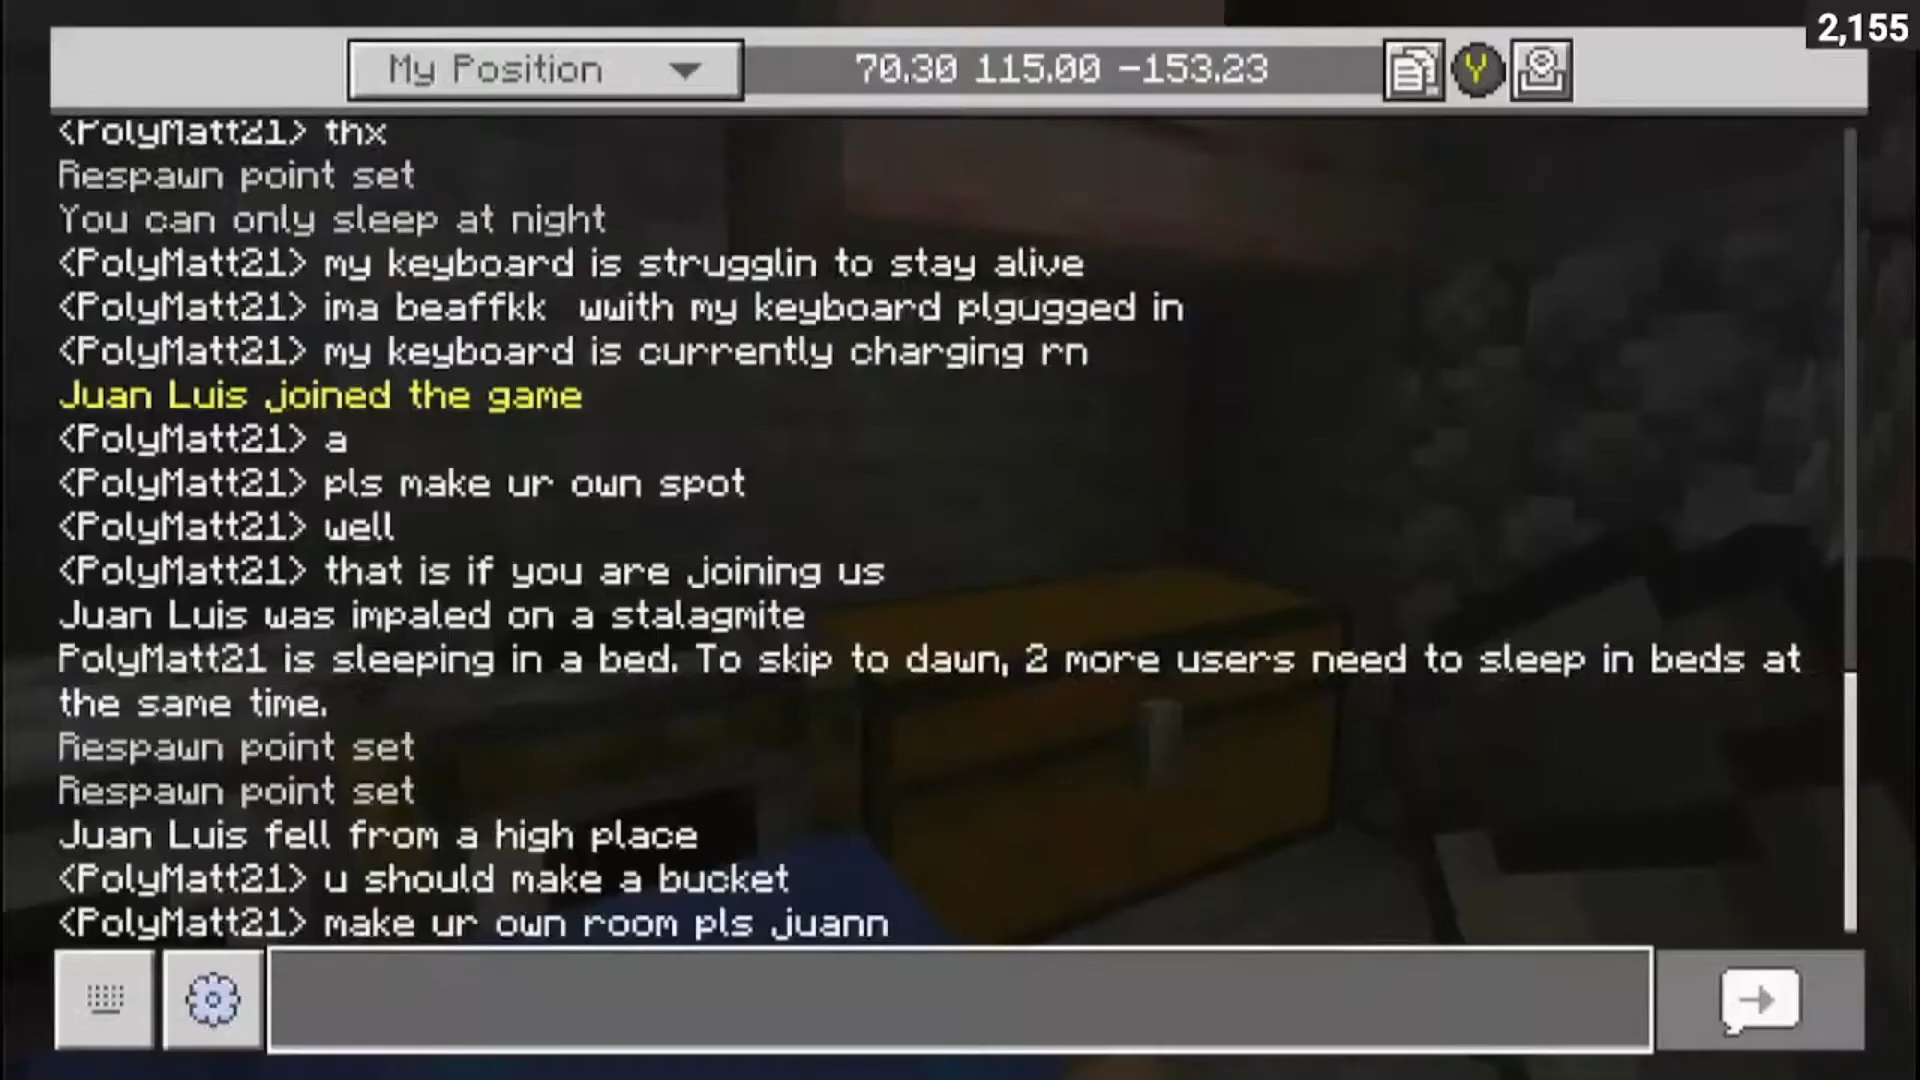 2,155
My Position
70.30 115.00 -153.23
Y
<PolyMatt21> thx
Respawn point set
You can only sleep at night
<PolyMatt21> my keyboard is strugglin to stay alive
<PolyMatt21> ima beaffkk  wwith my keyboard plgugged in
<PolyMatt21> my keyboard is currently charging rn
Juan Luis joined the game
<PolyMatt21> a
<PolyMatt21> pls make ur own spot
<PolyMatt21> well
<PolyMatt21> that is if you are joining us
Juan Luis was impaled on a stalagmite
PolyMatt21 is sleeping in a bed. To skip to dawn, 2 more users need to sleep in beds at
the same time.
Respawn point set
Respawn point set
Juan Luis fell from a high place
<PolyMatt21> u should make a bucket
<PolyMatt21> make ur own room pls juann